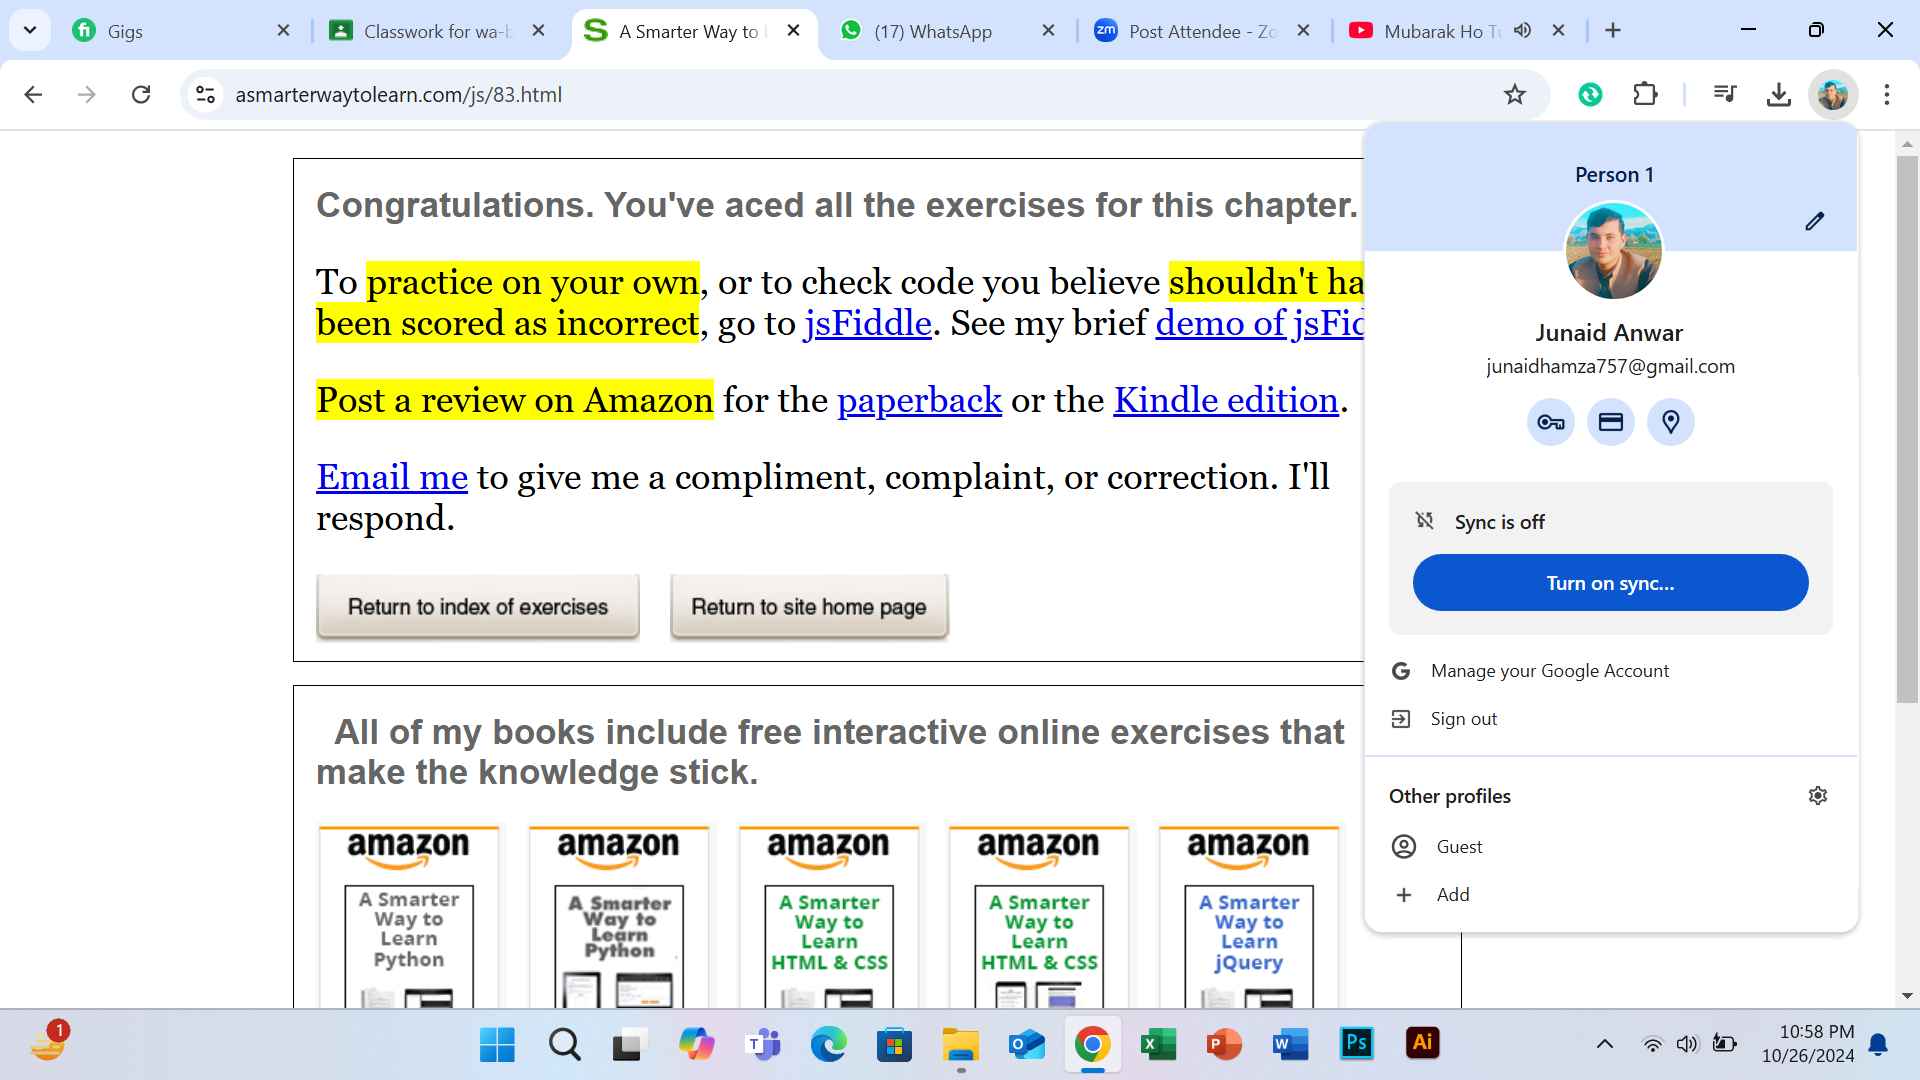 Gigs
Classwork for wa-b
A Smarter Way to
(17) WhatsApp
Post Attendee - Zo
Mubarak Ho Tu
asmarterwaytolearn.com/js/83.html
Congratulations. You've aced all the exercises for this chapter.
To practice on your own, or to check code you believe shouldn't ha
been scored as incorrect, go to jsFiddle. See my brief demo of jsFid
Post a review on Amazon for the paperback or the Kindle edition.
Email me to give me a compliment, complaint, or correction. I'll
respond.
Return to index of exercises
Return to site home page
All of my books include free interactive online exercises that
make the knowledge stick.
amazon
A Smarter
Way to
Learn
Python
amazon
A Smarter
Way to
Learn
Python
amazon
A Smarter
Way to
Learn
HTML & CSS
amazon
A Smarter
Way to
Learn
HTML & CSS
amazon
A Smarter
Way to
Learn
jQuery
Person 1
Junaid Anwar
junaidhamza757@gmail.com
Sync is off
Turn on sync...
Manage your Google Account
Sign out
Other profiles
Guest
Add
1
10:58 PM
10/26/2024